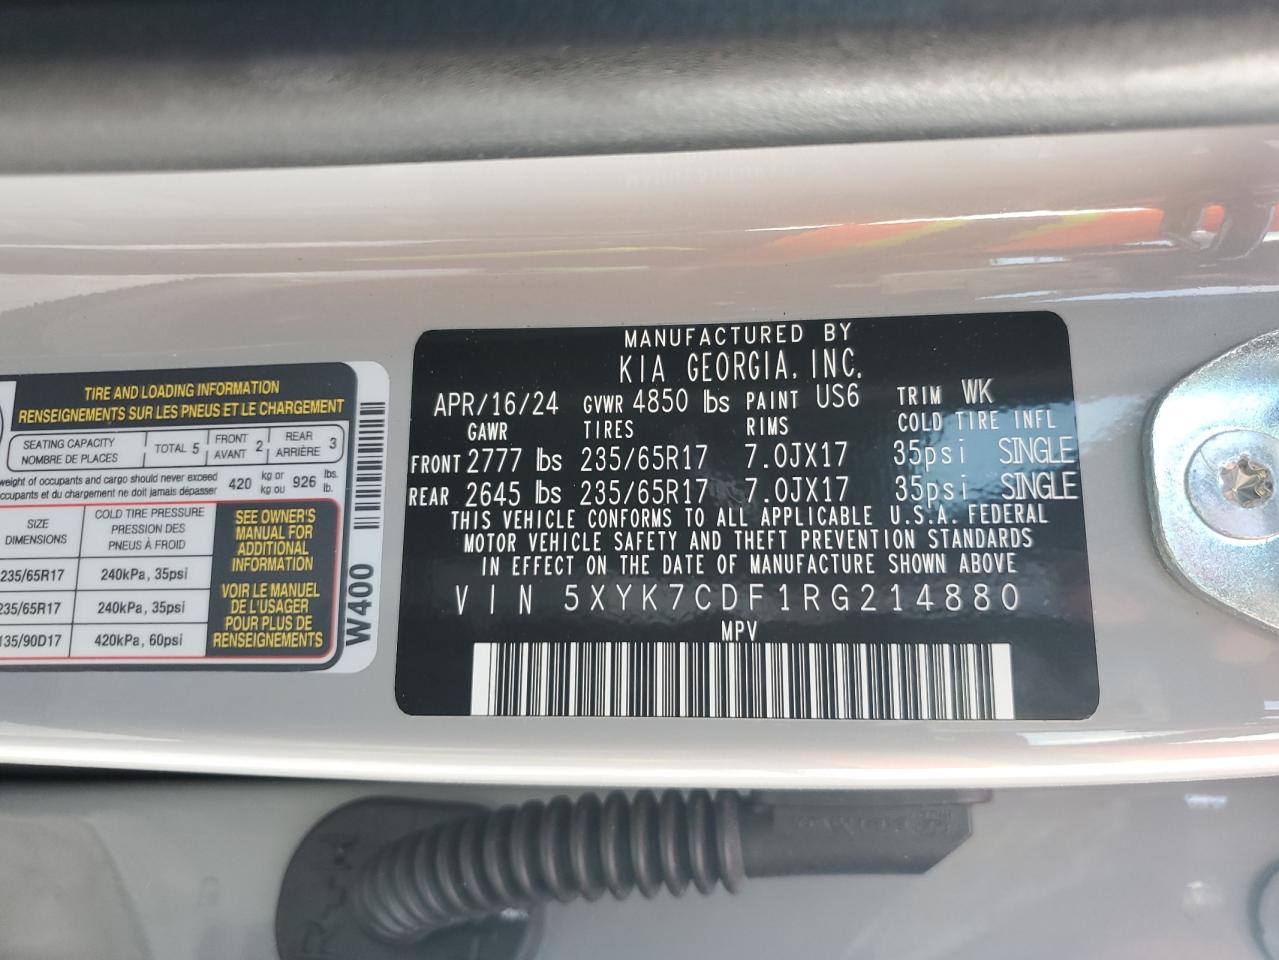 TIRE AND LOADING INFORMATION
RENSEIGNEMENTS SUR LES PNEUS ET LE CHARGEMENT
SEATING CAPACITY
NOMBRE DE PLACES
TOTAL 5
FRONT
AVANT 2
REAR
ARRIÈRE 3
weight of occupants and cargo should never exceed
occupants et du chargement ne doit jamais dépasser
420 kg or
kg ou 926 lbs.
lb.
SIZE
DIMENSIONS
COLD TIRE PRESSURE
PRESSION DES
PNEUS À FROID
235/65R17 240kPa, 35psi
235/65R17 240kPa, 35psi
135/90D17 420kPa, 60psi
SEE OWNER'S
MANUAL FOR
ADDITIONAL
INFORMATION
VOIR LE MANUEL
DE L'USAGER
POUR PLUS DE
RENSEIGNEMENTS
W400
MANUFACTURED BY
KIA GEORGIA, INC.
APR/16/24 GVWR 4850 lbs PAINT US6 TRIM WK
GAWR TIRES RIMS COLD TIRE INFL
FRONT 2777 lbs 235/65R17 7.0JX17 35psi SINGLE
REAR 2645 lbs 235/65R17 7.0JX17 35psi SINGLE
THIS VEHICLE CONFORMS TO ALL APPLICABLE U.S.A. FEDERAL
MOTOR VEHICLE SAFETY AND THEFT PREVENTION STANDARDS
IN EFFECT ON THE DATE OF MANUFACTURE SHOWN ABOVE
VIN 5XYK7CDF1RG214880
MPV